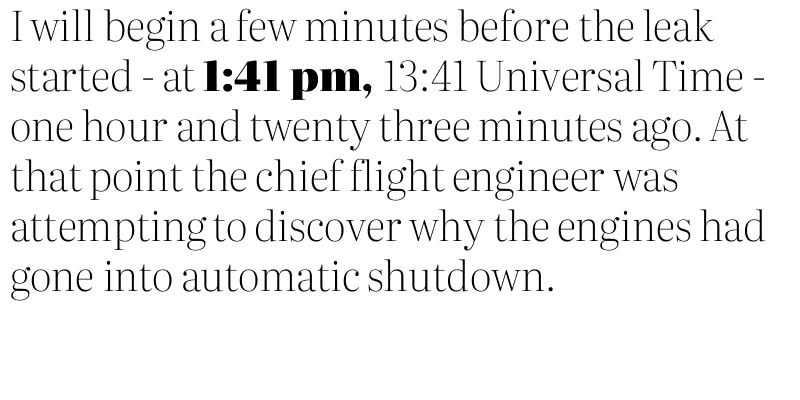 I will begin a few minutes before the leak
started - at 1:41 pm, 13:41 Universal Time -
one hour and twenty three minutes ago. At
that point the chief flight engineer was
attempting to discover why the engines had
gone into automatic shutdown.